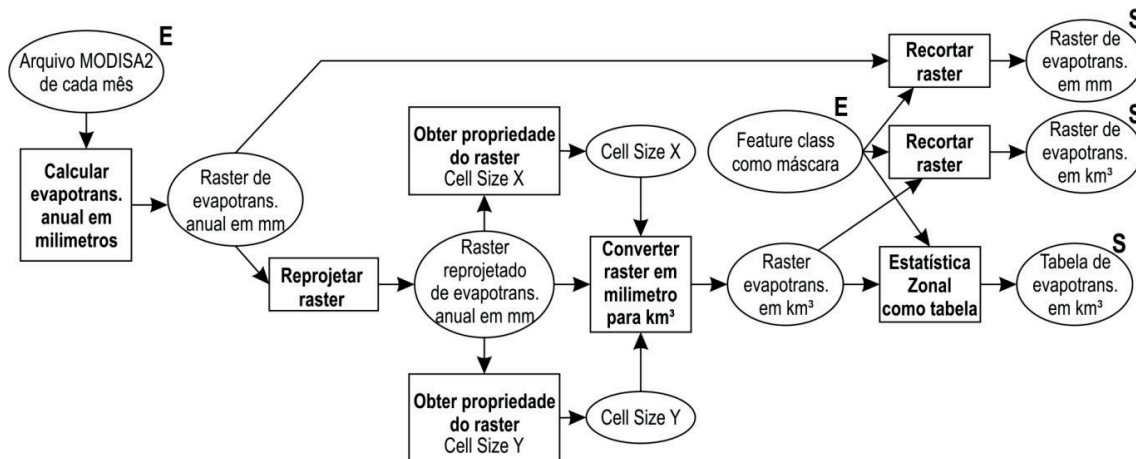 E
Arquivo MODISA2
de cada mês
Calcular
evapotrans.
anual em
milimetros
Raster de
evapotrans.
anual em mm
Reprojetar
raster
Obter propriedade
do raster
Cell Size X
Cell Size X
Raster
reprojetado
de evapotrans.
anual em mm
Obter propriedade
do raster
Cell Size Y
Cell Size Y
Converter
raster em
milimetro
para km³
E
Feature class
como máscara
Raster
evapotrans.
em km³
Recortar
raster
S
Raster de
evapotrans.
em mm
Recortar
raster
S
Raster de
evapotrans.
em km³
Estatística
Zonal
como tabela
S
Tabela de
evapotrans.
em km³